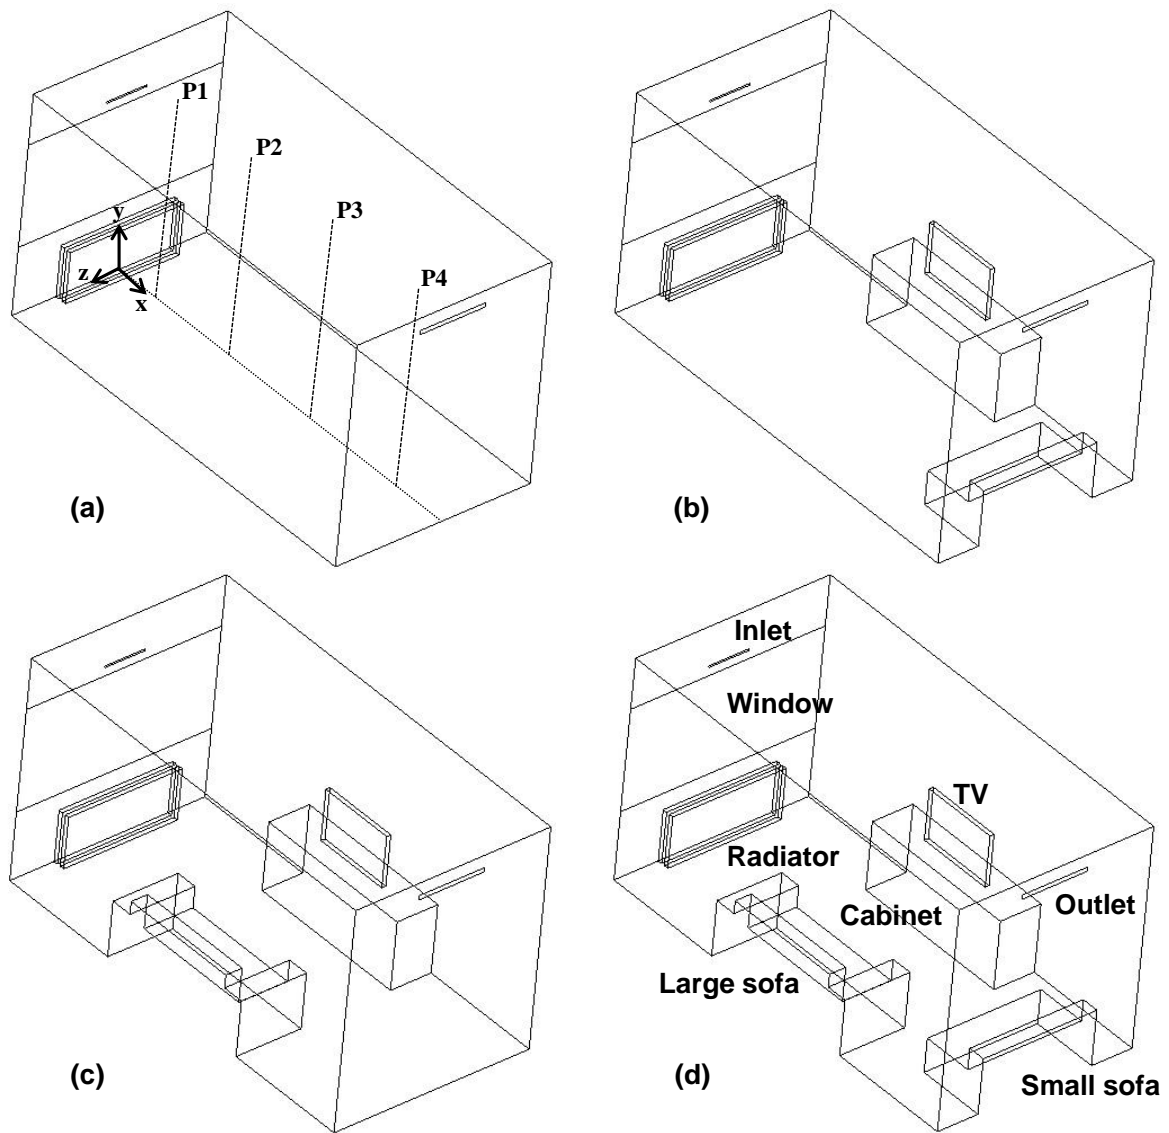 P1
P2
P3
y
z
x
P4
(a)
(b)
Inlet
Window
TV
Radiator
Cabinet
Outlet
Large sofa
(c)
(d)
Small sofa